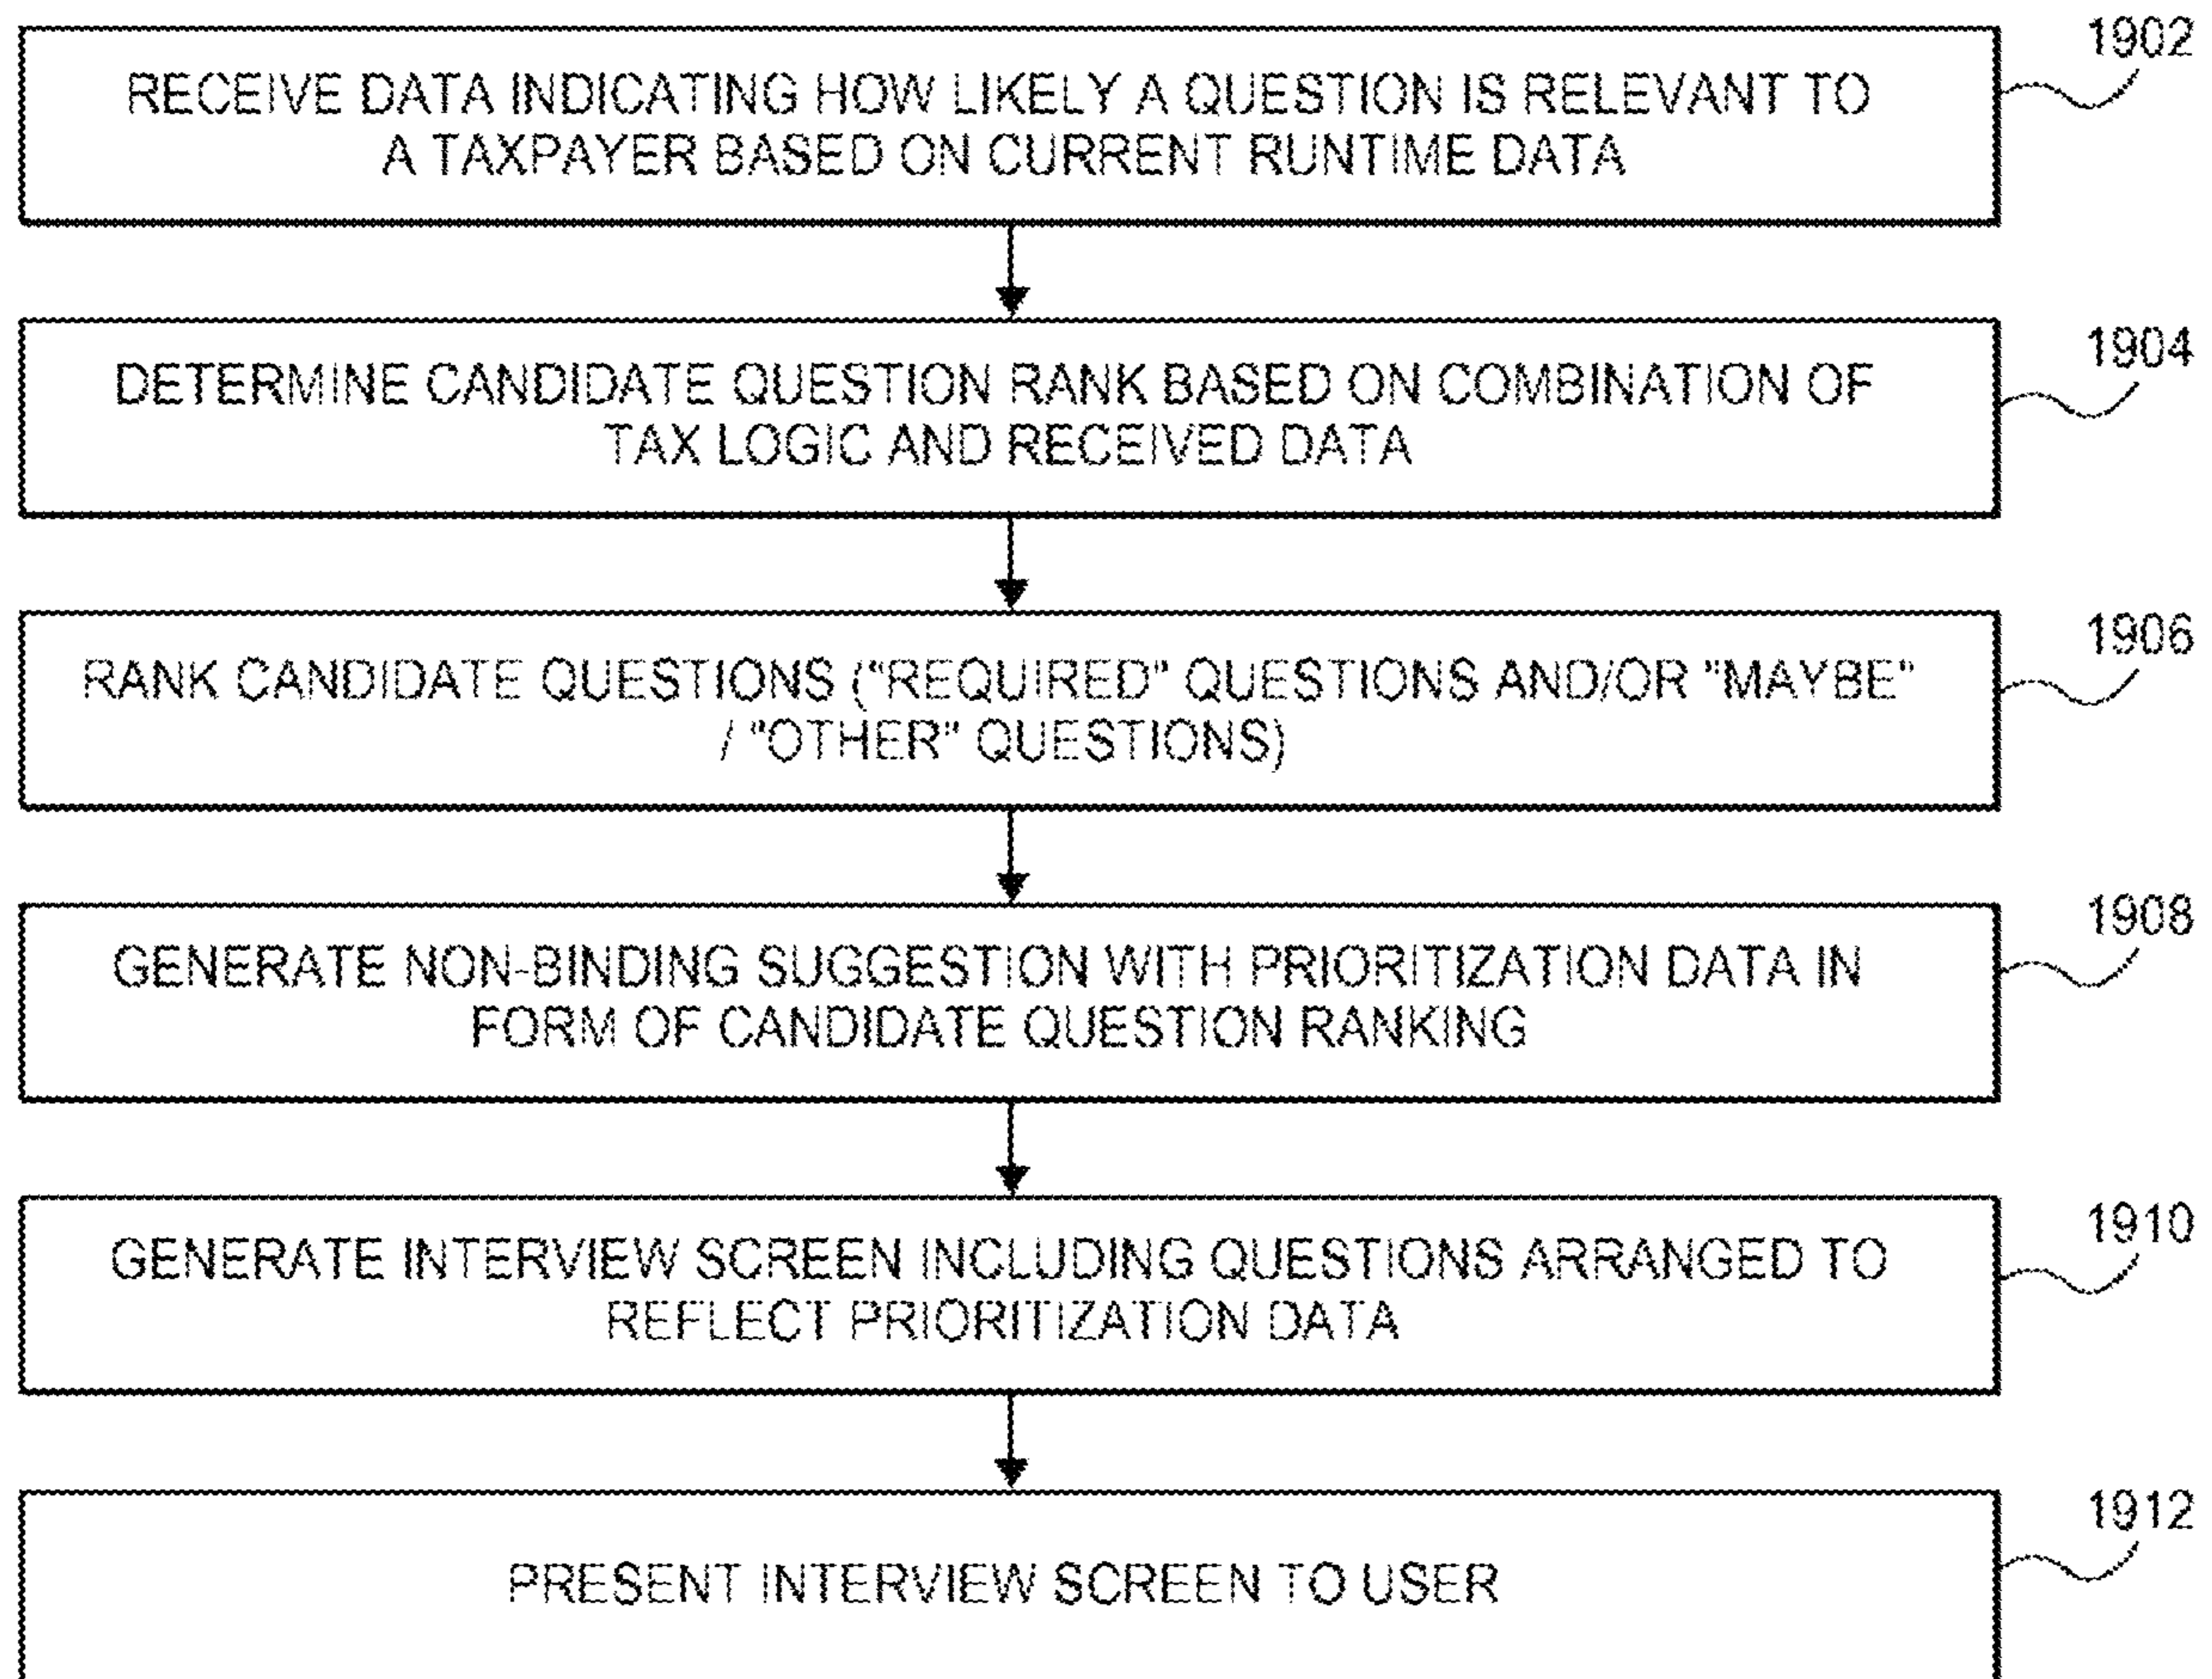 1902
RECEIVE DATA INDICATING HOW LIKELY A QUESTION IS RELEVANT TO
A TAXPAYER BASED ON CURRENT RUNTIME DATA
1904
DETERMINE CANDIDATE QUESTION RANK BASED ON COMBINATION OF
TAX LOGIC AND RECEIVED DATA
1906
RANK CANDIDATE QUESTIONS ("REQUIRED" QUESTIONS AND/OR "MAYBE"
/ "OTHER" QUESTIONS)
1908
GENERATE NON-BINDING SUGGESTION WITH PRIORITIZATION DATA IN
FORM OF CANDIDATE QUESTION RANKING
1910
GENERATE INTERVIEW SCREEN INCLUDING QUESTIONS ARRANGED TO
REFLECT PRIORITIZATION DATA
1912
PRESENT INTERVIEW SCREEN TO USER